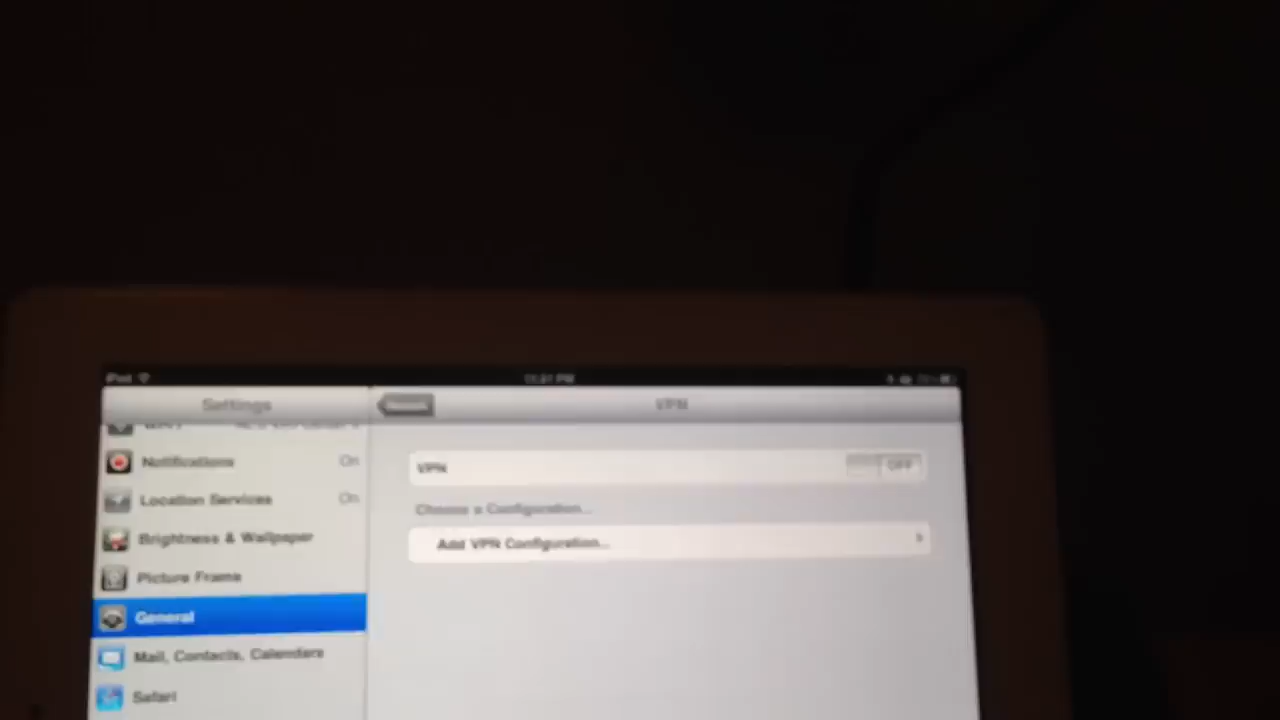 iPad
Settings
VPN
Notifications On
Location Services On
Brightness & Wallpaper
Picture Frame
General
Mail, Contacts, Calendars
Safari
VPN OFF
Choose a Configuration...
Add VPN Configuration...